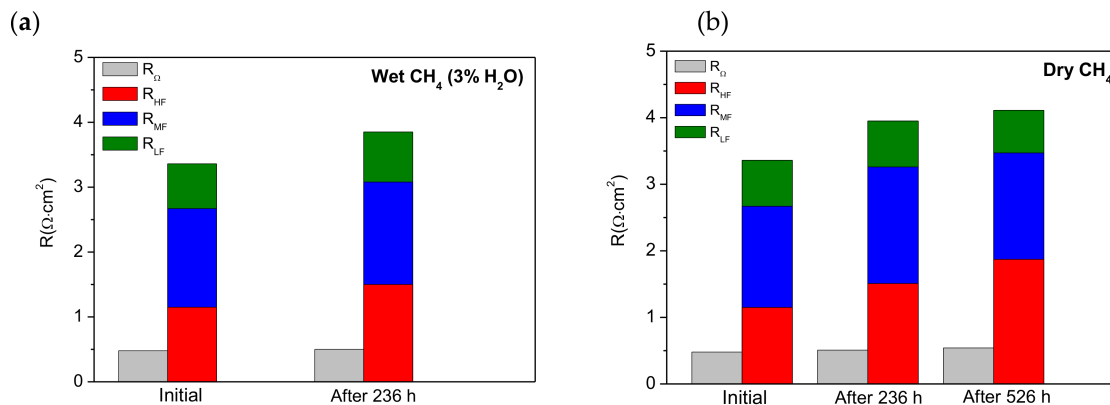 (a)
5
4
3
2
1
0
R(Ω·cm²)
R_Ω
R_HF
R_MF
R_LF
Wet CH₄ (3% H₂O)
Initial
After 236 h
(b)
5
4
3
2
1
0
R(Ω·cm²)
R_Ω
R_HF
R_MF
R_LF
Dry CH₄
Initial
After 236 h
After 526 h